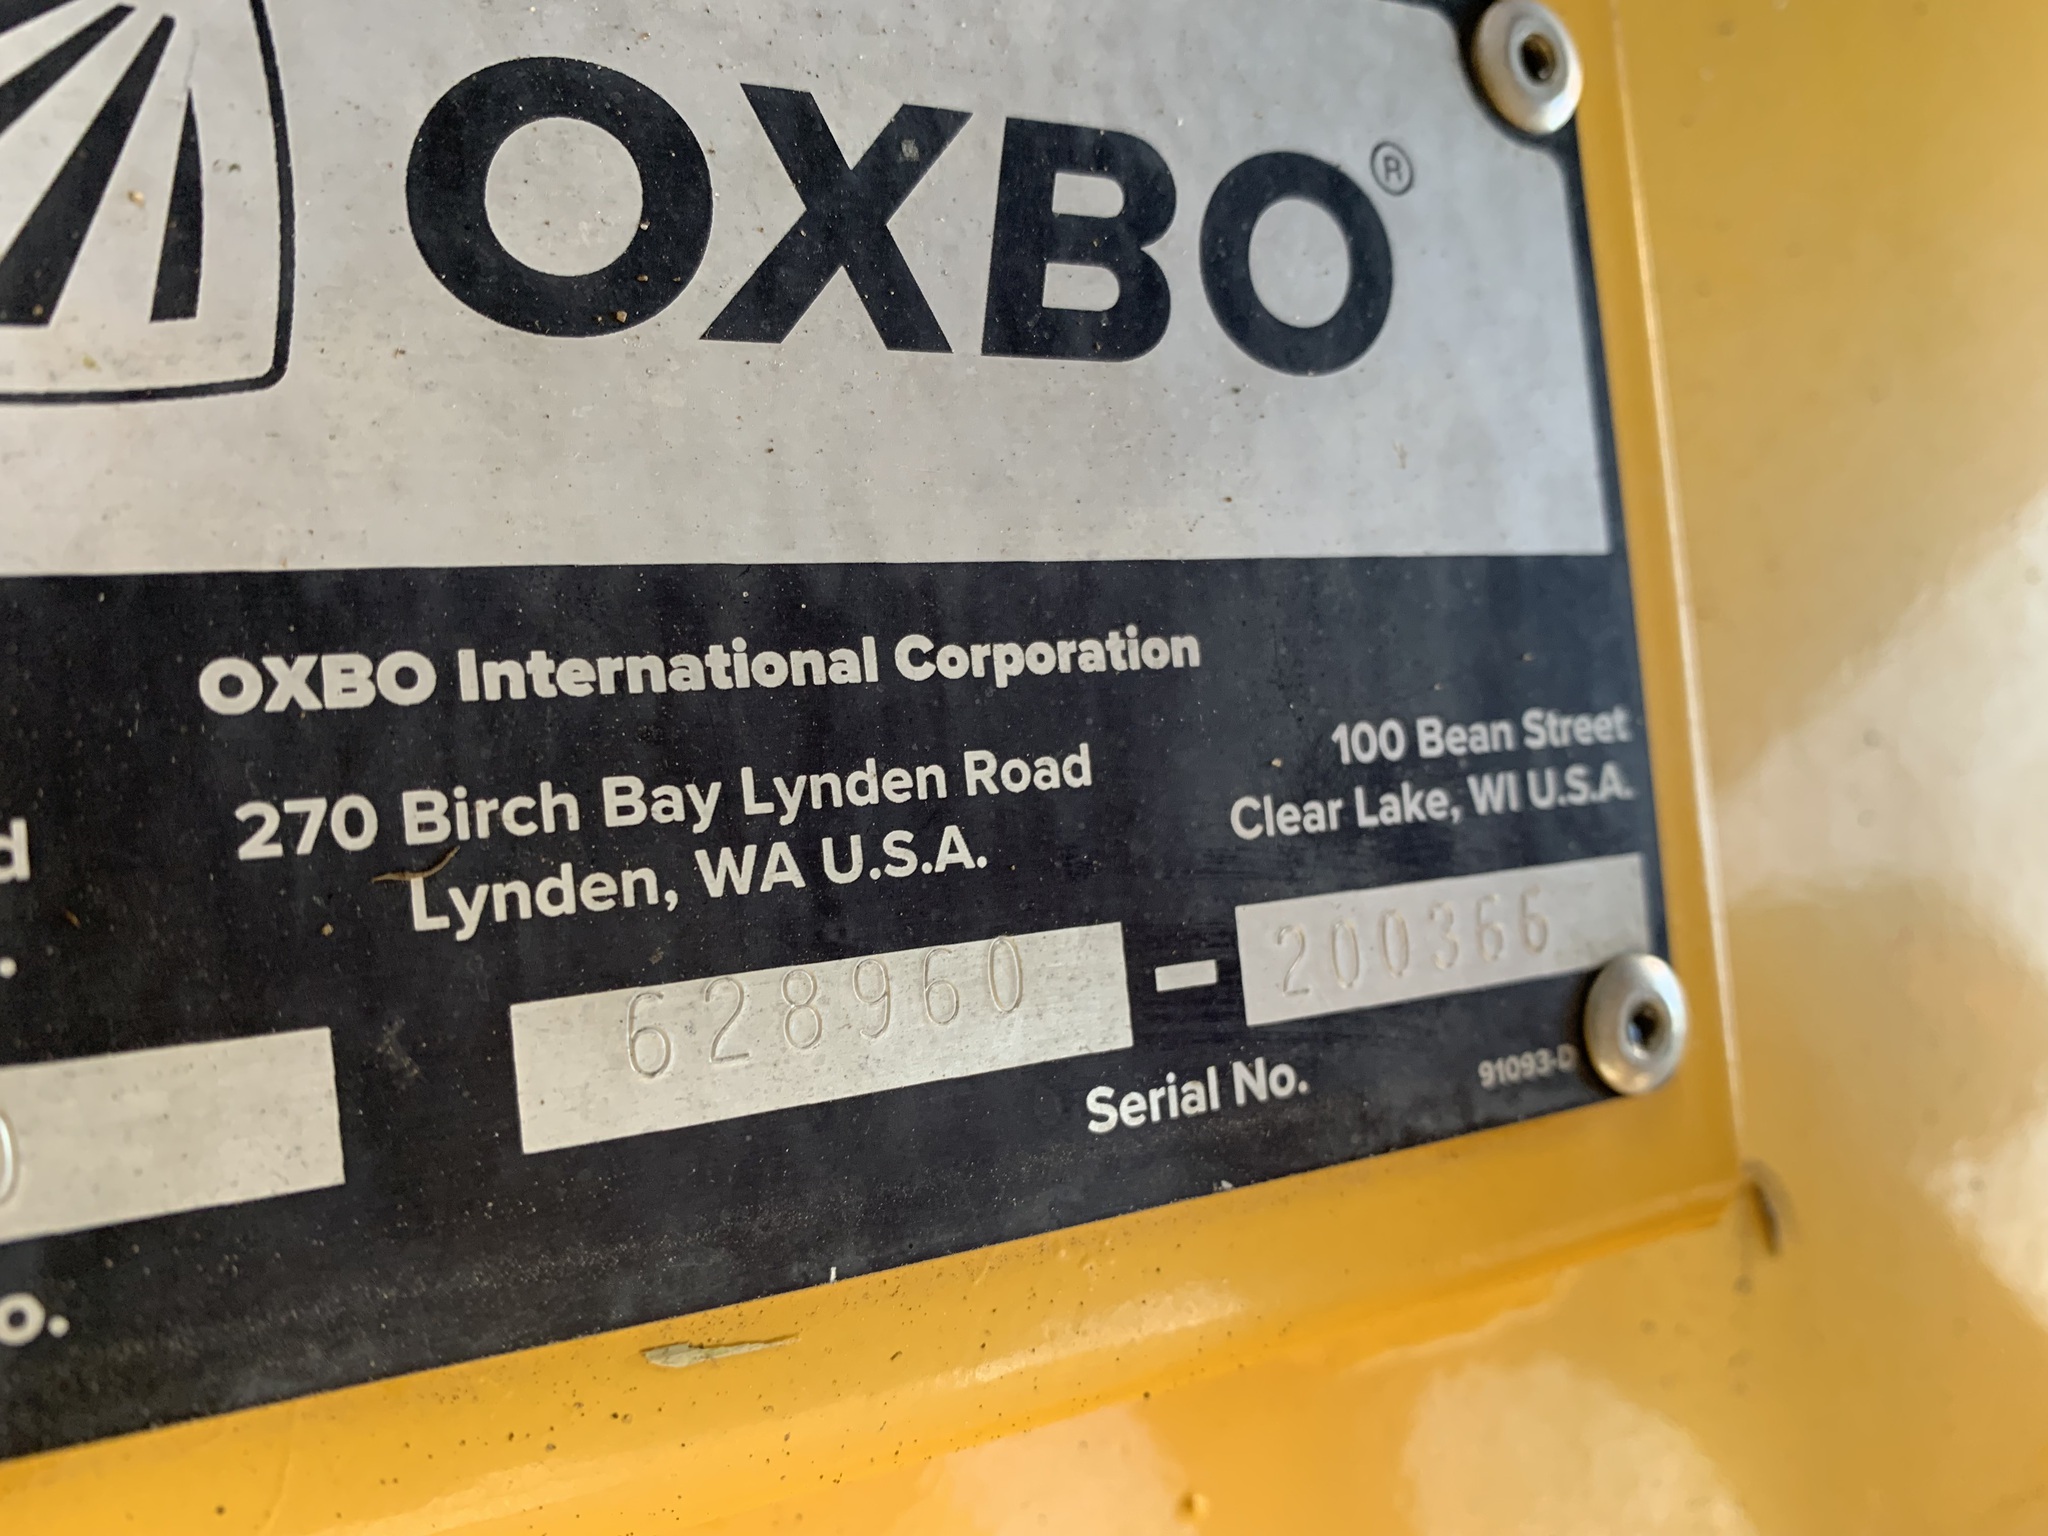 OXBO®
OXBO International Corporation
270 Birch Bay Lynden Road
Lynden, WA U.S.A.
100 Bean Street
Clear Lake, WI U.S.A.
628960 - 200366
Serial No.
91093-D